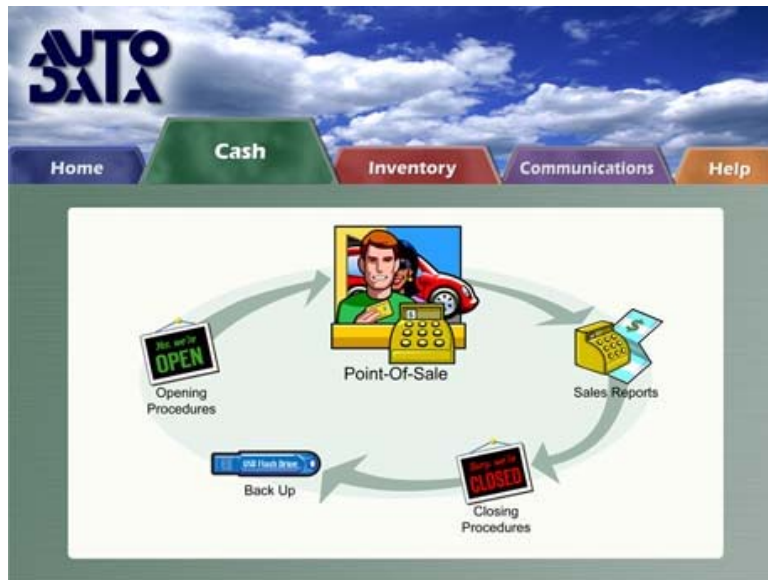 AUTO
DATA
Home
Cash
Inventory
Communications
Help
Yes, we're
OPEN
Opening
Procedures
$
Point-Of-Sale
$
Sales Reports
USB Flash Drive
Back Up
Sorry, we're
CLOSED
Closing
Procedures